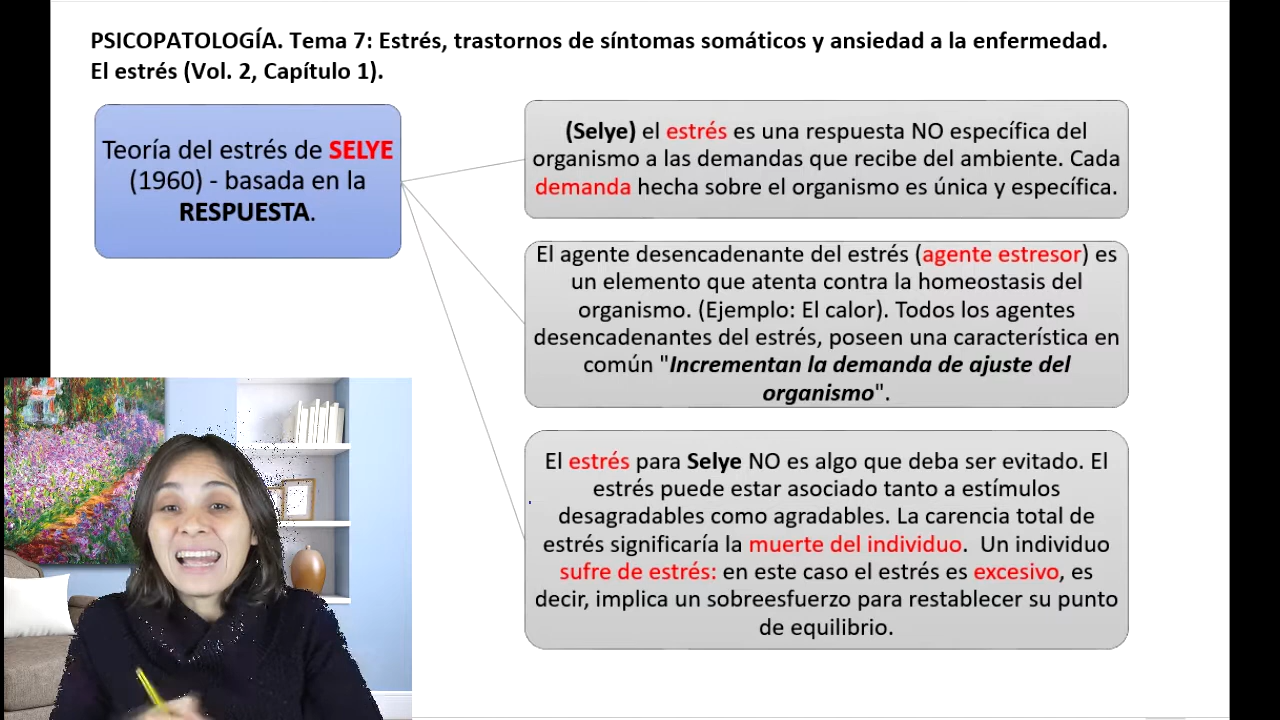 PSICOPATOLOGÍA. Tema 7: Estrés, trastornos de síntomas somáticos y ansiedad a la enfermedad.
El estrés (Vol. 2, Capítulo 1).
Teoría del estrés de SELYE
(1960) - basada en la
RESPUESTA.
(Selye) el estrés es una respuesta NO específica del
organismo a las demandas que recibe del ambiente. Cada
demanda hecha sobre el organismo es única y específica.
El agente desencadenante del estrés (agente estresor) es
un elemento que atenta contra la homeostasis del
organismo. (Ejemplo: El calor). Todos los agentes
desencadenantes del estrés, poseen una característica en
común "Incrementan la demanda de ajuste del
organismo".
El estrés para Selye NO es algo que deba ser evitado. El
estrés puede estar asociado tanto a estímulos
desagradables como agradables. La carencia total de
estrés significaría la muerte del individuo. Un individuo
sufre de estrés: en este caso el estrés es excesivo, es
decir, implica un sobreesfuerzo para restablecer su punto
de equilibrio.